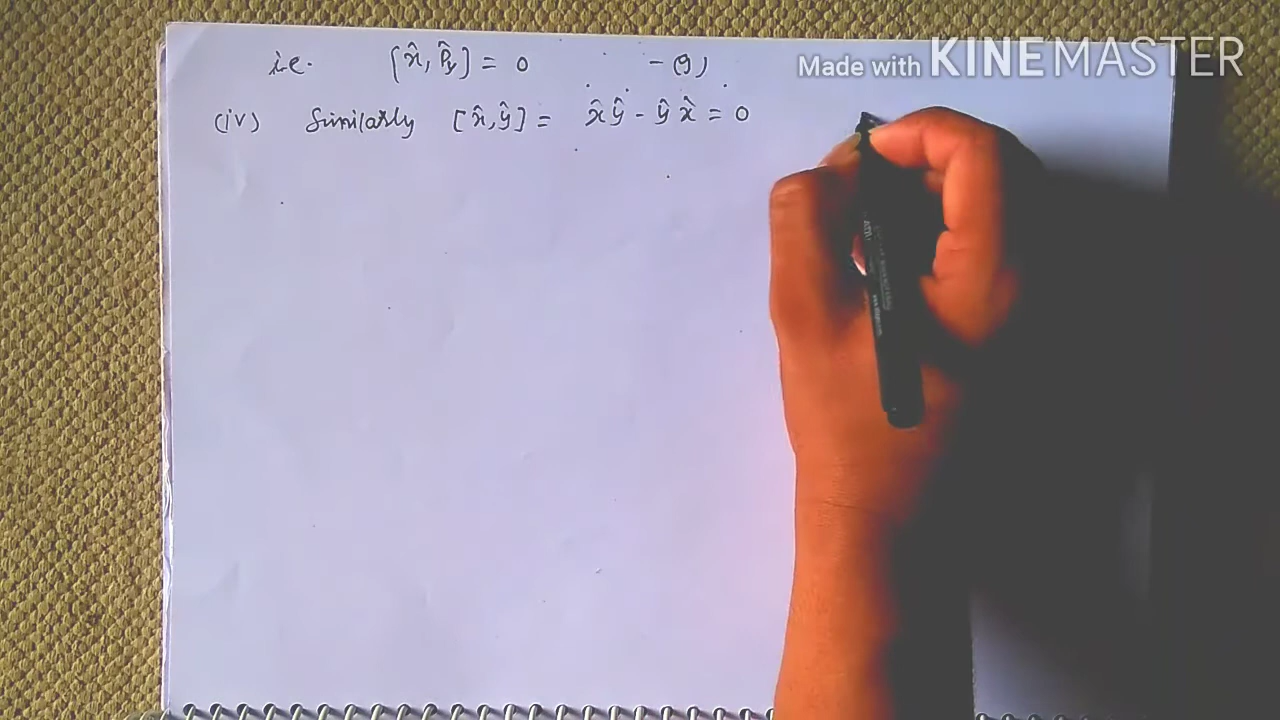 i.e. [x̂, p̂y] = 0 - (9)
Made with KINEMASTER
(iv) Similarly [x̂, ŷ] = x̂ŷ - ŷx̂ = 0